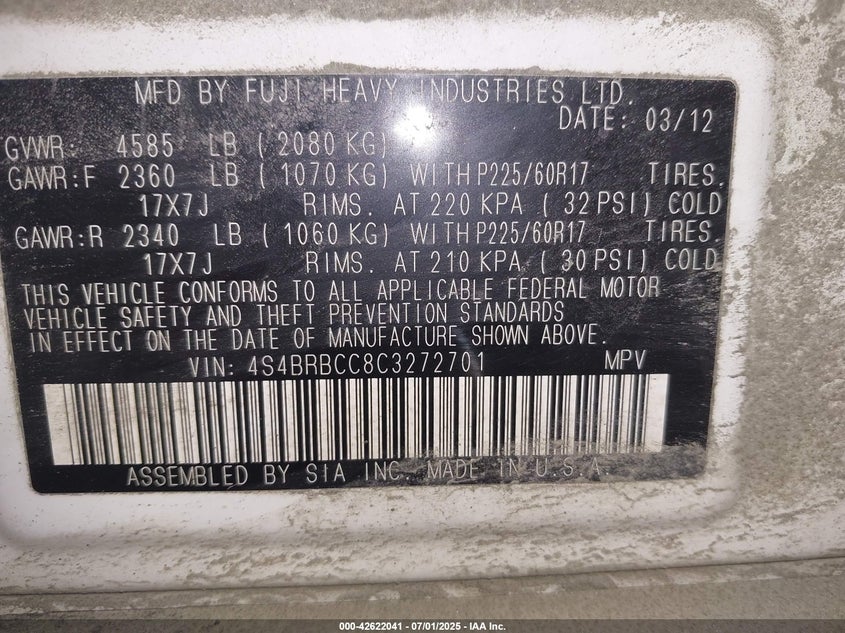 MFD BY FUJI HEAVY INDUSTRIES LTD.
DATE: 03/12
GVWR: 4585 LB ( 2080 KG)
GAWR:F 2360 LB ( 1070 KG) WITH P225/60R17 TIRES.
17X7J RIMS. AT 220 KPA ( 32 PSI) COLD
GAWR:R 2340 LB ( 1060 KG) WITH P225/60R17 TIRES.
17X7J RIMS. AT 210 KPA ( 30 PSI) COLD
THIS VEHICLE CONFORMS TO ALL APPLICABLE FEDERAL MOTOR
VEHICLE SAFETY AND THEFT PREVENTION STANDARDS
IN EFFECT ON THE DATE OF MANUFACTURE SHOWN ABOVE.
VIN: 4S4BRBCC8C3272701 MPV
ASSEMBLED BY SIA INC. MADE IN U.S.A.
000-42622041 - 07/01/2025 - IAA Inc.